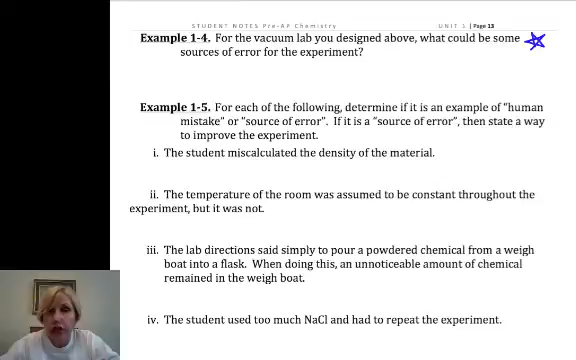 STUDENT NOTES Pre-AP Chemistry UNIT 1 | Page 13
Example 1-4. For the vacuum lab you designed above, what could be some
sources of error for the experiment?
Example 1-5. For each of the following, determine if it is an example of “human
mistake” or “source of error”. If it is a “source of error”, then state a way
to improve the experiment.
i. The student miscalculated the density of the material.
ii. The temperature of the room was assumed to be constant throughout the
experiment, but it was not.
iii. The lab directions said simply to pour a powdered chemical from a weigh
boat into a flask. When doing this, an unnoticeable amount of chemical
remained in the weigh boat.
iv. The student used too much NaCl and had to repeat the experiment.